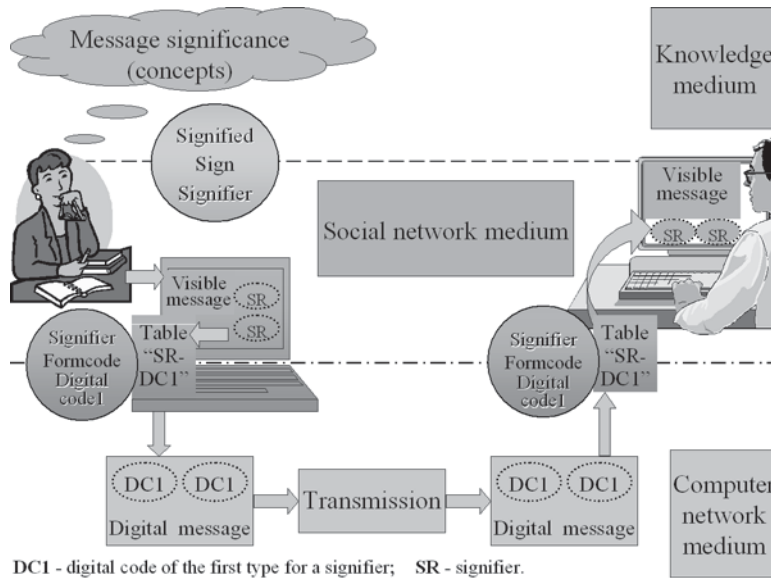 Message significance
(concepts)
Knowledge
medium
Signified
Sign
Signifier
Visible
message
SR SR
Social network medium
Visible
message
SR
SR
Signifier
Formcode
Digital
code1
Table
“SR-
DC1”
Signifier
Formcode
Digital
code1
Table
“SR-
DC1”
DC1 DC1
Digital message
Transmission
DC1 DC1
Digital message
Computer
network
medium
DC1 - digital code of the first type for a signifier; SR - signifier.